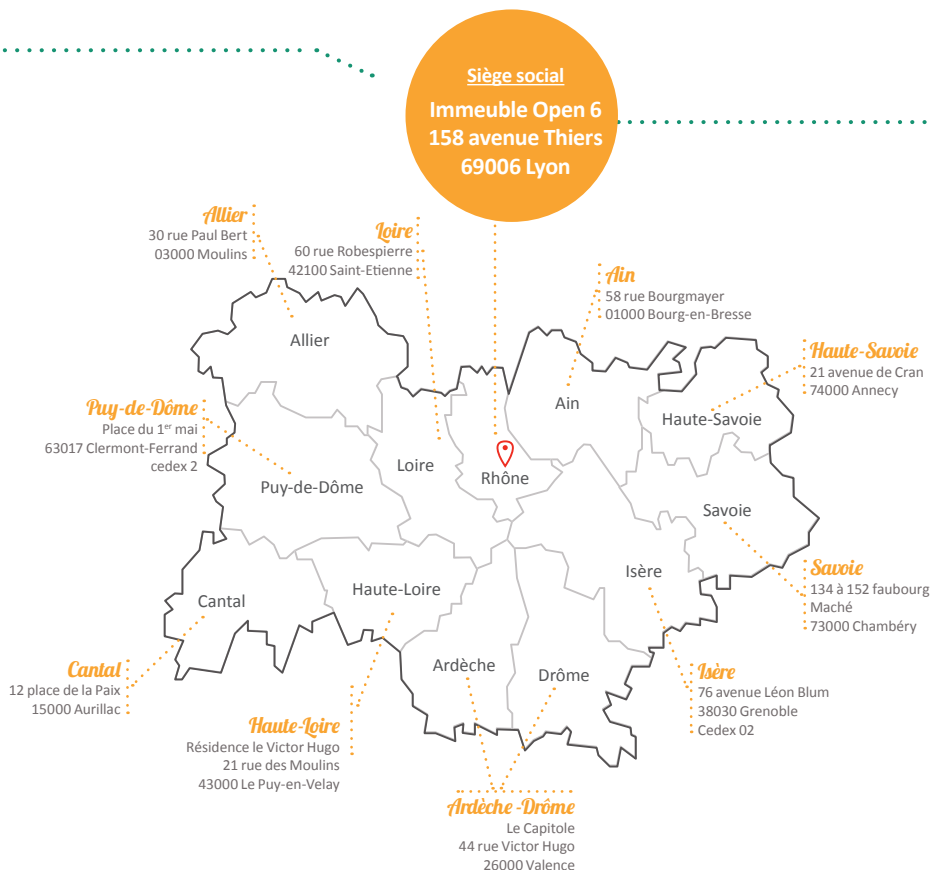 Siège social
Immeuble Open 6
158 avenue Thiers
69006 Lyon
Allier
30 rue Paul Bert
03000 Moulins
Loire
60 rue Robespierre
42100 Saint-Etienne
Ain
58 rue Bourgmayer
01000 Bourg-en-Bresse
Haute-Savoie
21 avenue de Cran
74000 Annecy
Puy-de-Dôme
Place du 1er mai
63017 Clermont-Ferrand
cedex 2
Allier
Ain
Haute-Savoie
Loire
Rhône
Puy-de-Dôme
Savoie
Isère
Haute-Loire
Cantal
Ardèche
Drôme
Savoie
134 à 152 faubourg
Maché
73000 Chambéry
Cantal
12 place de la Paix
15000 Aurillac
Isère
76 avenue Léon Blum
38030 Grenoble
Cedex 02
Haute-Loire
Résidence le Victor Hugo
21 rue des Moulins
43000 Le Puy-en-Velay
Ardèche -Drôme
Le Capitole
44 rue Victor Hugo
26000 Valence